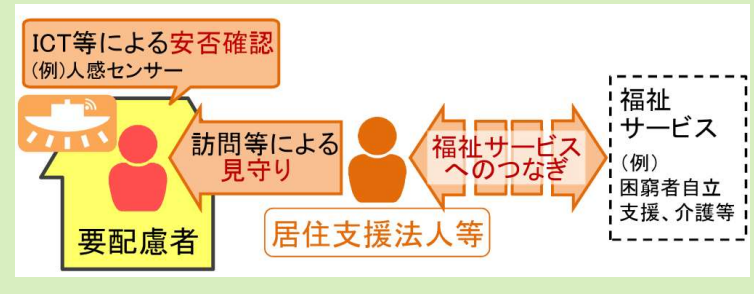 ICT等による安否確認
(例)人感センサー
訪問等による
見守り
要配慮者
居住支援法人等
福祉サービス
へのつなぎ
福祉
サービス
(例)
困窮者自立
支援、介護等